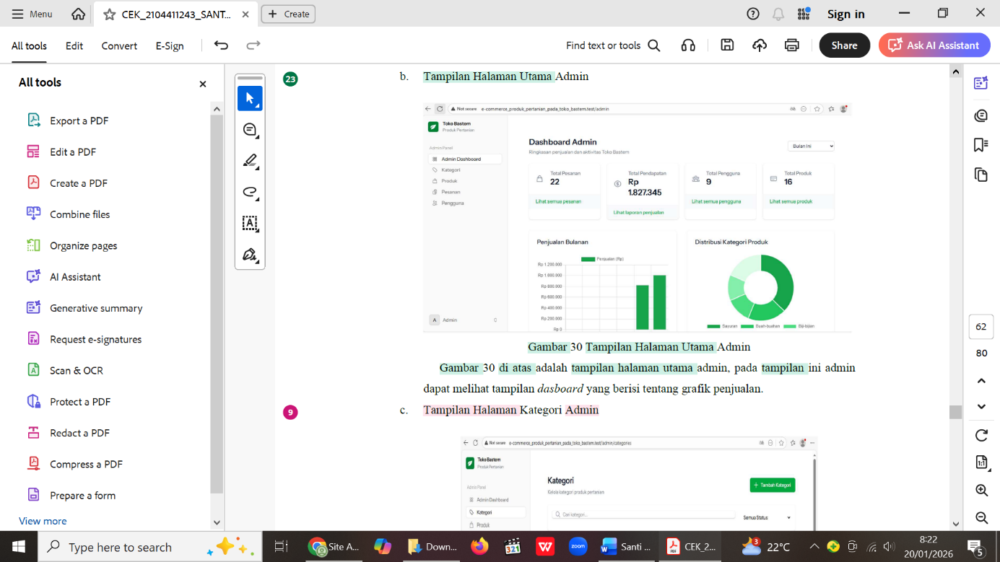 Menu
CEK_2104411243_SANT...
Create
Sign in
All tools
Edit
Convert
E-Sign
Find text or tools
Share
Ask AI Assistant
All tools
Export a PDF
Edit a PDF
Create a PDF
Combine files
Organize pages
AI Assistant
Generative summary
Request e-signatures
Scan & OCR
Protect a PDF
Redact a PDF
Compress a PDF
Prepare a form
View more
23
b. Tampilan Halaman Utama Admin
Not secure e-commerce_produk_pertanian_pada_toko_bastem.test/admin
Toko Bastem
Produk Pertanian
Admin Panel
Admin Dashboard
Kategori
Produk
Pesanan
Pengguna
A Admin
Dashboard Admin
Ringkasan penjualan dan aktivitas Toko Bastem
Bulan Ini
Total Pesanan
22
Lihat semua pesanan
Total Pendapatan
Rp
1.827.345
Lihat laporan penjualan
Total Pengguna
9
Lihat semua pengguna
Total Produk
16
Lihat semua produk
Penjualan Bulanan
Penjualan (Rp)
Rp 1.200.000
Rp 1.000.000
Rp 800.000
Rp 600.000
Rp 400.000
Rp 200.000
Rp 0
Distribusi Kategori Produk
Sayuran Buah-buahan Biji-bijian
Gambar 30 Tampilan Halaman Utama Admin
Gambar 30 di atas adalah tampilan halaman utama admin, pada tampilan ini admin
dapat melihat tampilan dasboard yang berisi tentang grafik penjualan.
9
c. Tampilan Halaman Kategori Admin
Not secure e-commerce_produk_pertanian_pada_toko_bastem.test/admin/categories
Toko Bastem
Produk Pertanian
Admin Panel
Admin Dashboard
Kategori
Produk
Kategori
Kelola kategori produk pertanian
+ Tambah Kategori
Cari kategori...
Semua Status
62
80
1:1
Type here to search
Site A...
Down...
321
Santi ...
zoom
CEK_2...
3
22°C
8:22
20/01/2026
5